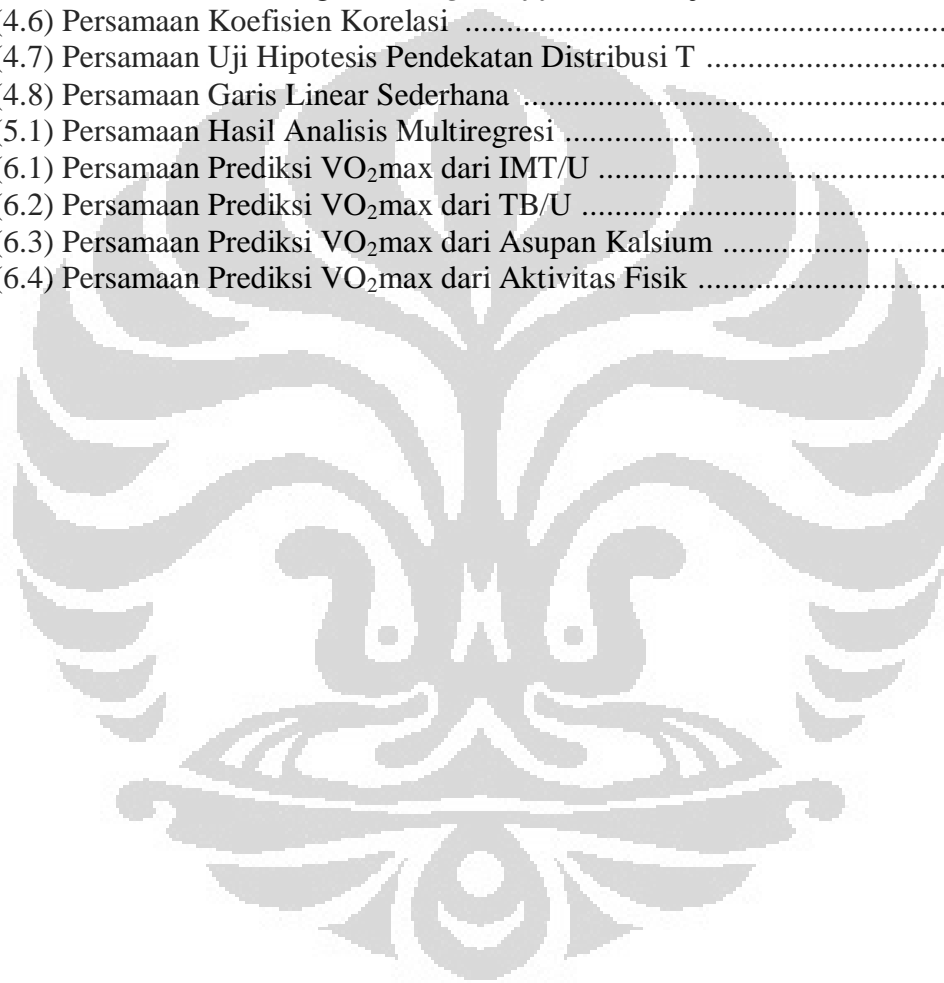 (4.6) Persamaan Koefisien Korelasi ......................................................
(4.7) Persamaan Uji Hipotesis Pendekatan Distribusi T ...........................
(4.8) Persamaan Garis Linear Sederhana ...............................................
(5.1) Persamaan Hasil Analisis Multiregresi ..........................................
(6.1) Persamaan Prediksi VO₂max dari IMT/U ......................................
(6.2) Persamaan Prediksi VO₂max dari TB/U ........................................
(6.3) Persamaan Prediksi VO₂max dari Asupan Kalsium .........................
(6.4) Persamaan Prediksi VO₂max dari Aktivitas Fisik ............................